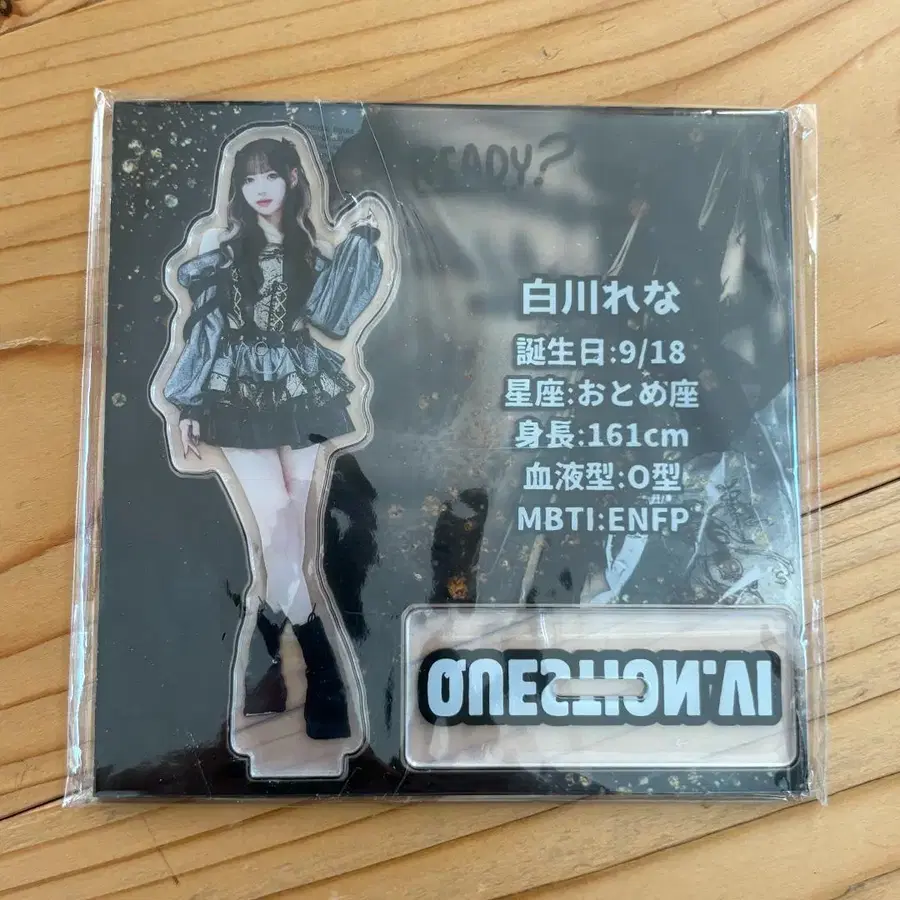 READY?
白川れな
誕生日:9/18
星座:おとめ座
身長:161cm
血液型:O型
MBTI:ENFP
QUESTION.VI